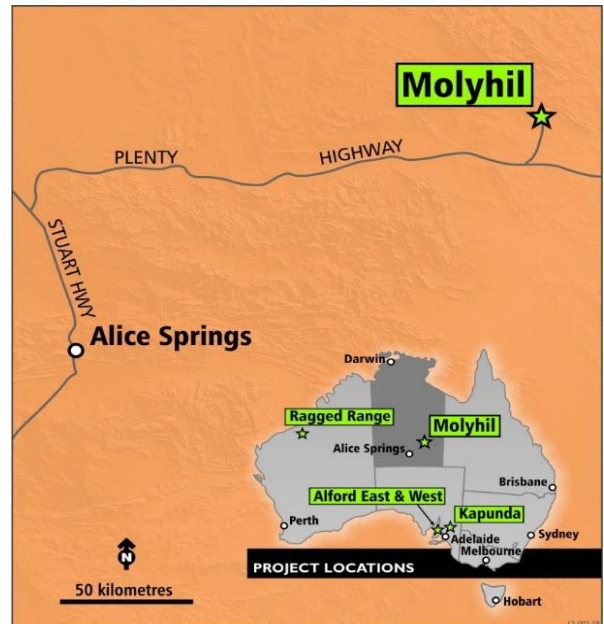 Molyhil
PLENTY HIGHWAY
STUART HWY
Alice Springs
Darwin
Ragged Range
Molyhil
Alice Springs
Brisbane
Alford East & West
Kapunda
Perth
Adelaide
Sydney
Melbourne
N
PROJECT LOCATIONS
50 kilometres
Hobart